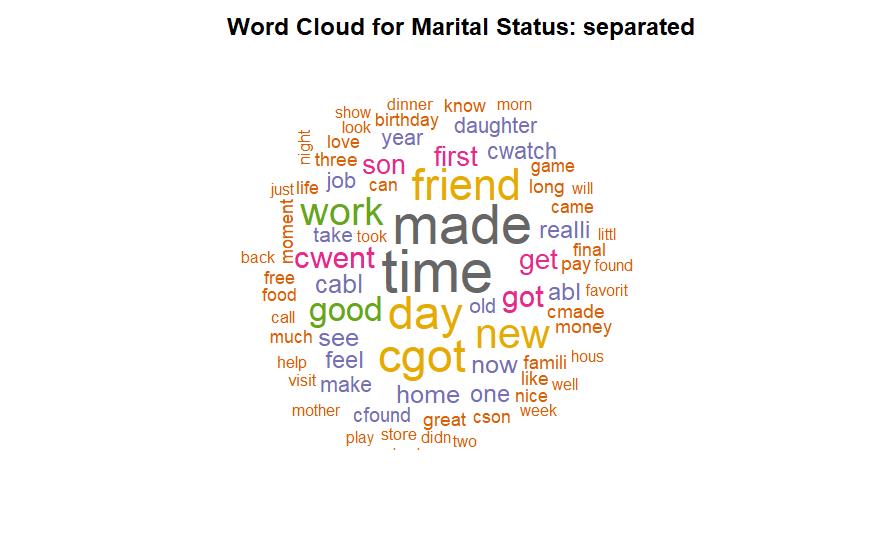 Word Cloud for Marital Status: separated
dinner know morn
show birthday daughter
look year
night love cwatch
three son first game
just life job can friend long will
moment work made came
take took realli littl
back cwent time get final
pay found
free cabl got abl favorit
food good day old cmade
call new money
much see cgot now famili hous
help feel like well
visit make home one nice
mother cfound great cson week
play store didn two